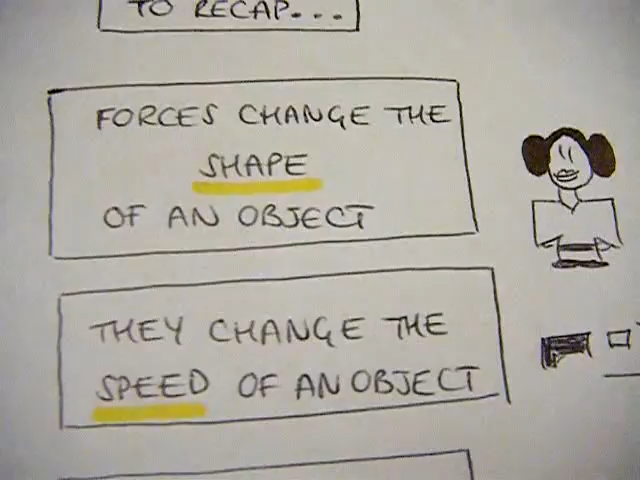 TO RECAP...
FORCES CHANGE THE
SHAPE
OF AN OBJECT
THEY CHANGE THE
SPEED OF AN OBJECT